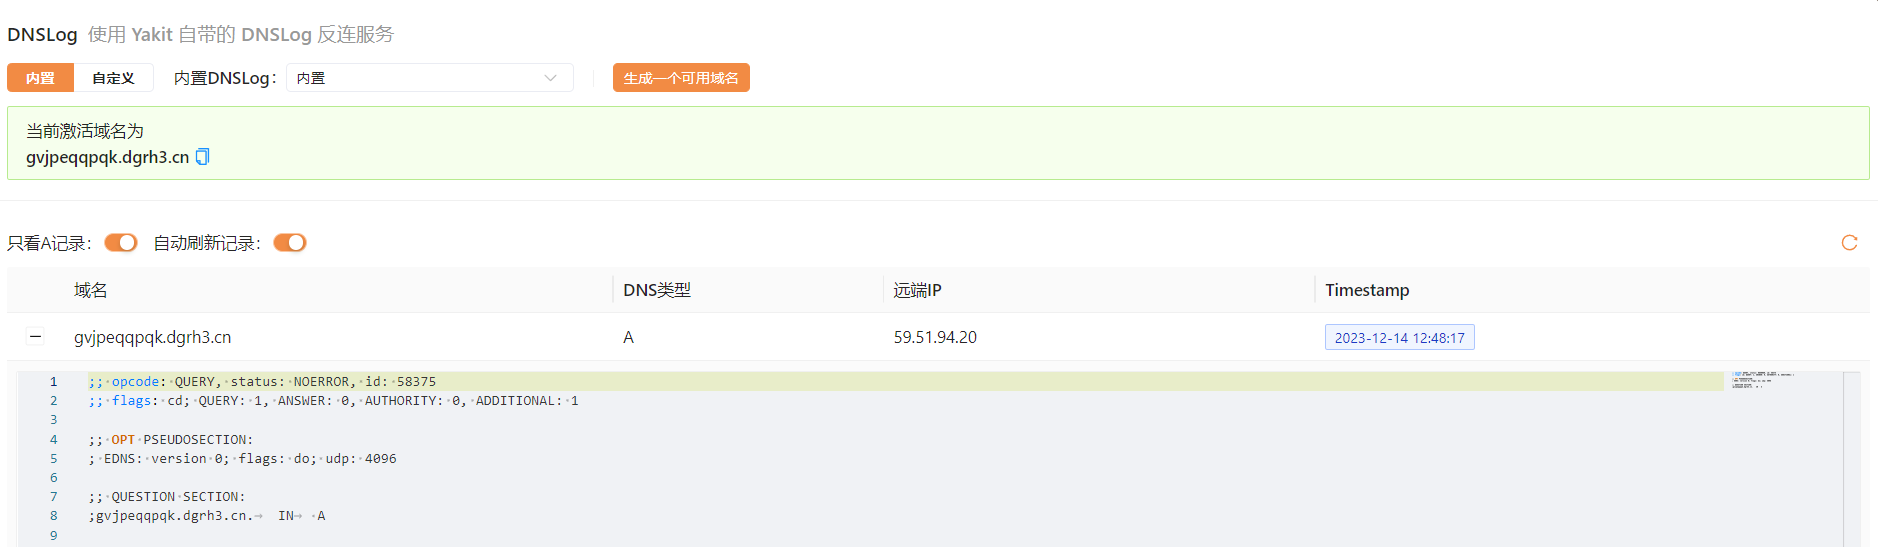 DNSLog 使用 Yakit 自带的 DNSLog 反连服务
内置 自定义 内置DNSLog: 内置 生成一个可用域名
当前激活域名为
gvjpeqqpqk.dgrh3.cn
只看A记录: 自动刷新记录:
域名 DNS类型 远端IP Timestamp
gvjpeqqpqk.dgrh3.cn A 59.51.94.20 2023-12-14 12:48:17
1 ;; opcode: QUERY, status: NOERROR, id: 58375
2 ;; flags: cd; QUERY: 1, ANSWER: 0, AUTHORITY: 0, ADDITIONAL: 1
3
4 ;; OPT PSEUDOSECTION:
5 ; EDNS: version 0; flags: do; udp: 4096
6
7 ;; QUESTION SECTION:
8 ;gvjpeqqpqk.dgrh3.cn. IN A
9